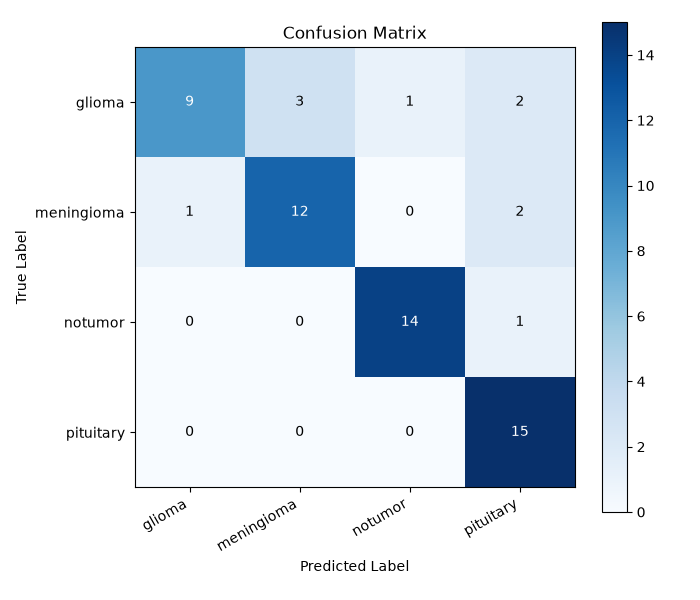 Confusion Matrix
glioma 9 3 1 2
meningioma 1 12 0 2
notumor 0 0 14 1
pituitary 0 0 0 15
glioma meningioma notumor pituitary
Predicted Label
True Label
14
12
10
8
6
4
2
0